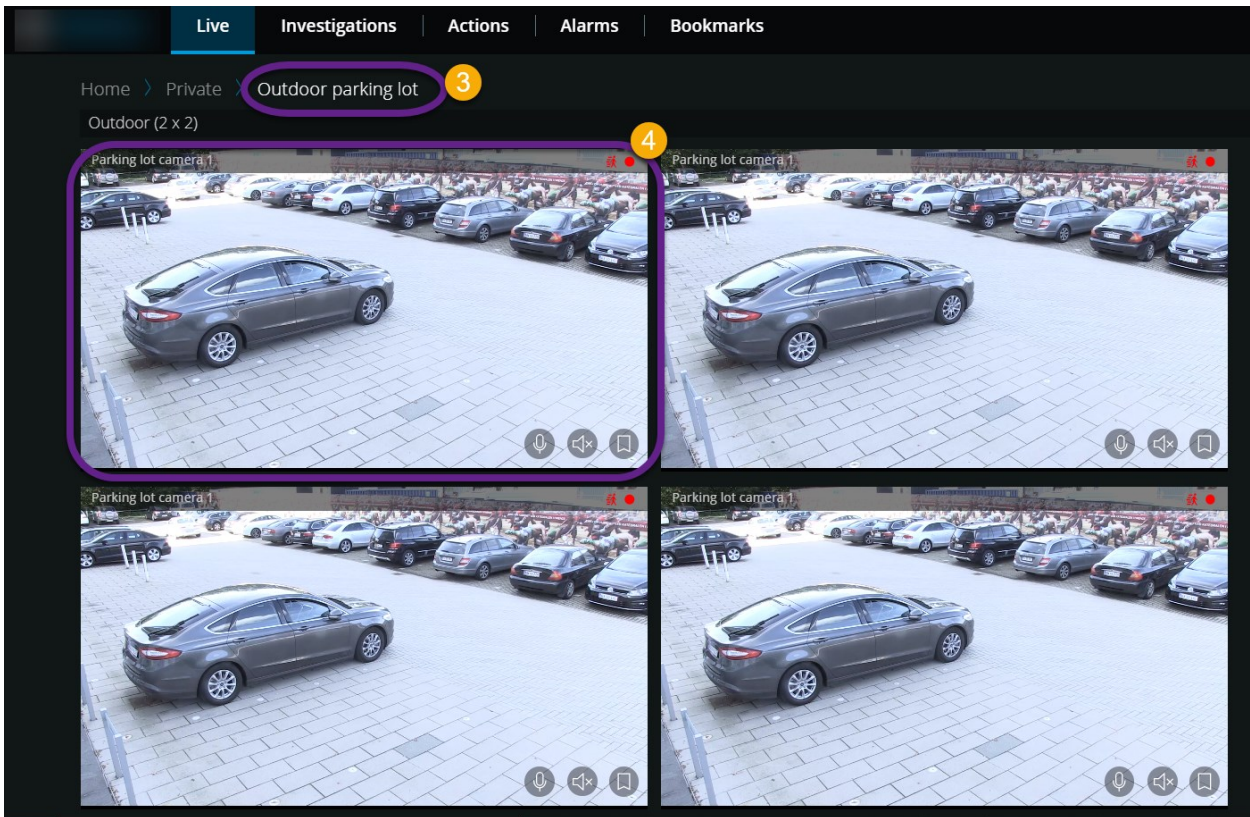 Live Investigations Actions Alarms Bookmarks
Home 〉 Private 〉 Outdoor parking lot 3
Outdoor (2 x 2)
4
Parking lot camera 1 Parking lot camera 1
Parking lot camera 1 Parking lot camera 1